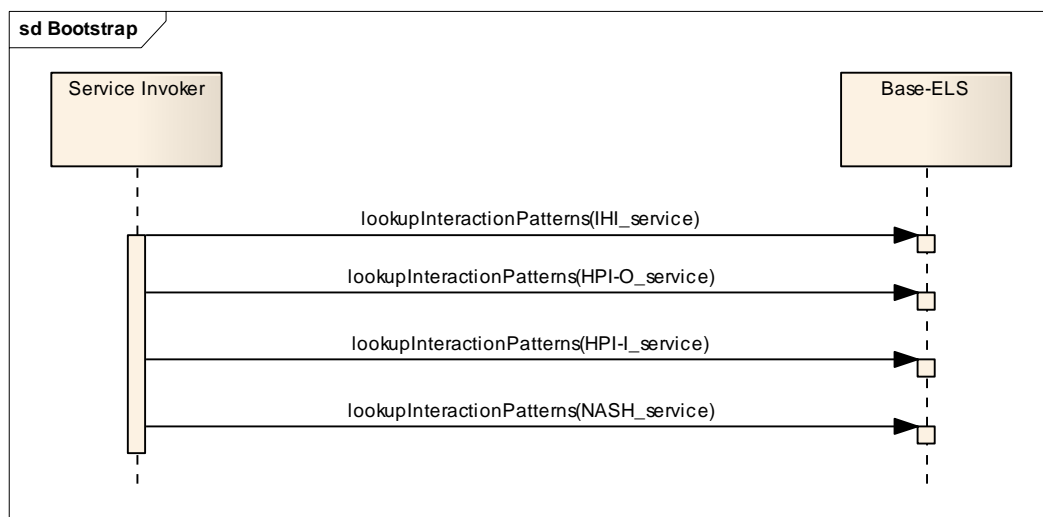 sd Bootstrap
Service Invoker
Base-ELS
lookupInteractionPatterns(IHI_service)
lookupInteractionPatterns(HPI-O_service)
lookupInteractionPatterns(HPI-I_service)
lookupInteractionPatterns(NASH_service)